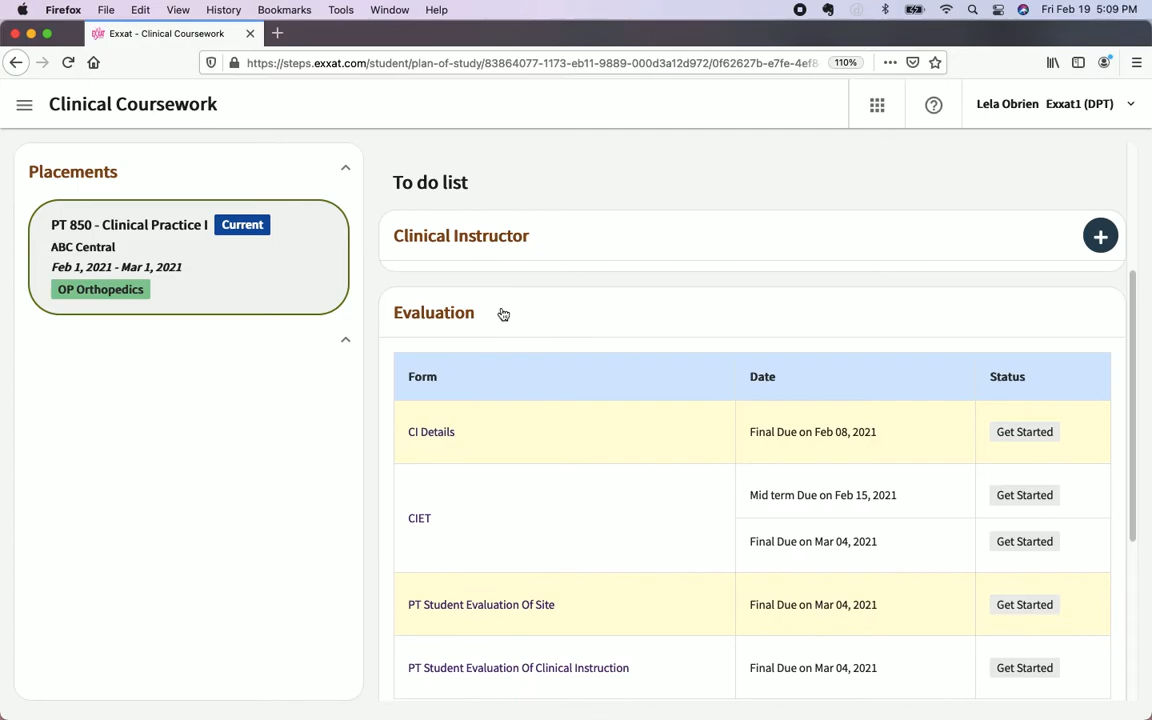 Firefox File Edit View History Bookmarks Tools Window Help Fri Feb 19 5:09 PM
Exxat - Clinical Coursework
https://steps.exxat.com/student/plan-of-study/83864077-1173-eb11-9889-000d3a12d972/0f62627b-e7fe-4ef8 110%
Clinical Coursework Lela Obrien Exxat1 (DPT)
Placements
PT 850 - Clinical Practice I Current
ABC Central
Feb 1, 2021 - Mar 1, 2021
OP Orthopedics
To do list
Clinical Instructor
Evaluation
Form Date Status
CI Details Final Due on Feb 08, 2021 Get Started
CIET Mid term Due on Feb 15, 2021 Get Started
Final Due on Mar 04, 2021 Get Started
PT Student Evaluation Of Site Final Due on Mar 04, 2021 Get Started
PT Student Evaluation Of Clinical Instruction Final Due on Mar 04, 2021 Get Started